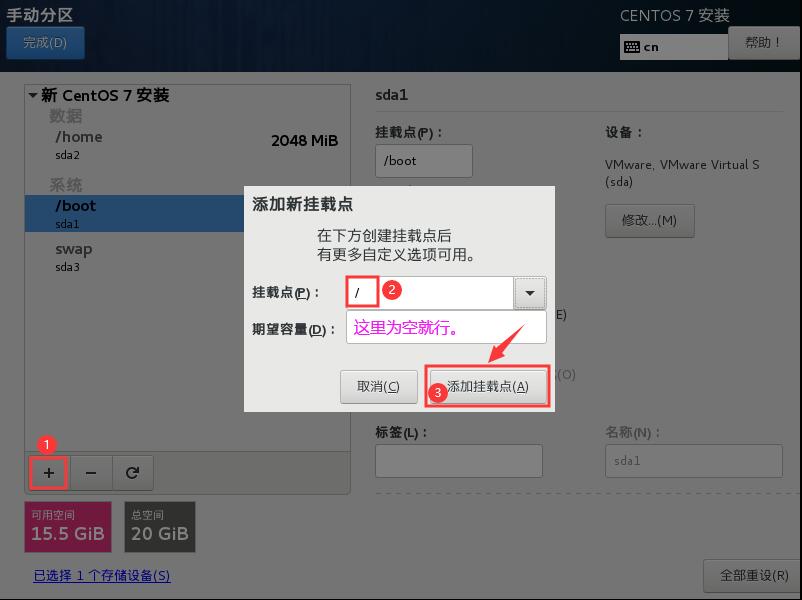 手动分区
CENTOS 7 安装
完成(D)
cn
帮助！
新 CentOS 7 安装
数据
/home
2048 MiB
sda2
系统
/boot
sda1
swap
sda3
sda1
挂载点(P)：
/boot
设备：
VMware, VMware Virtual S
(sda)
修改...(M)
添加新挂载点
在下方创建挂载点后
有更多自定义选项可用。
挂载点(P)：
/
2
期望容量(D)：
这里为空就行。
E)
取消(C)
3
添加挂载点(A)
(O)
标签(L)：
名称(N)：
sda1
1
+
−
可用空间
15.5 GiB
总空间
20 GiB
已选择 1 个存储设备(S)
全部重设(R)